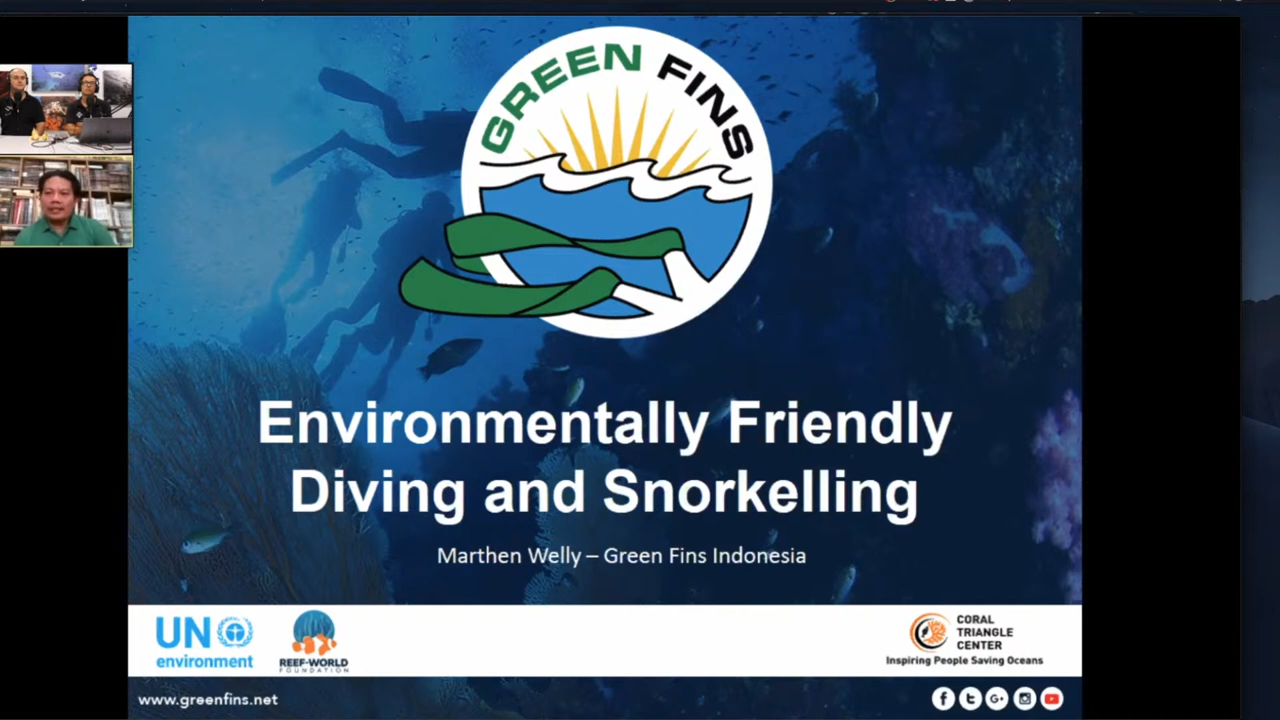 GREEN FINS
Environmentally Friendly
Diving and Snorkelling
Marthen Welly – Green Fins Indonesia
UN
environment
REEF-WORLD
FOUNDATION
CORAL
TRIANGLE
CENTER
Inspiring People Saving Oceans
www.greenfins.net